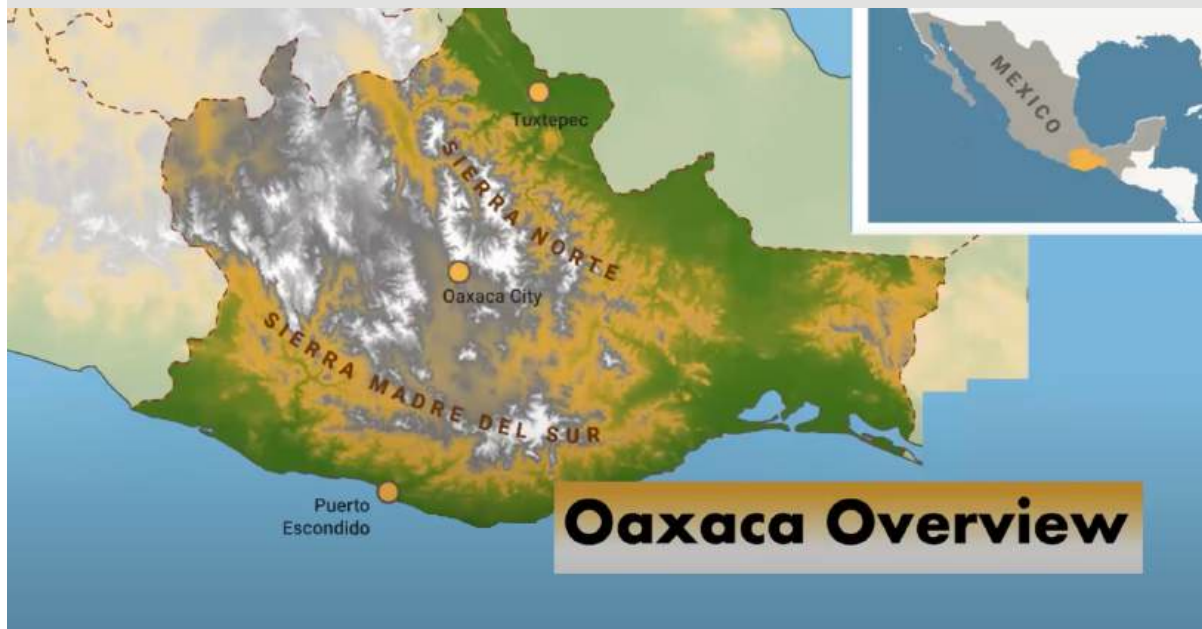 MEXICO
Tuxtepec
SIERRA NORTE
Oaxaca City
SIERRA MADRE DEL SUR
Puerto
Escondido
Oaxaca Overview